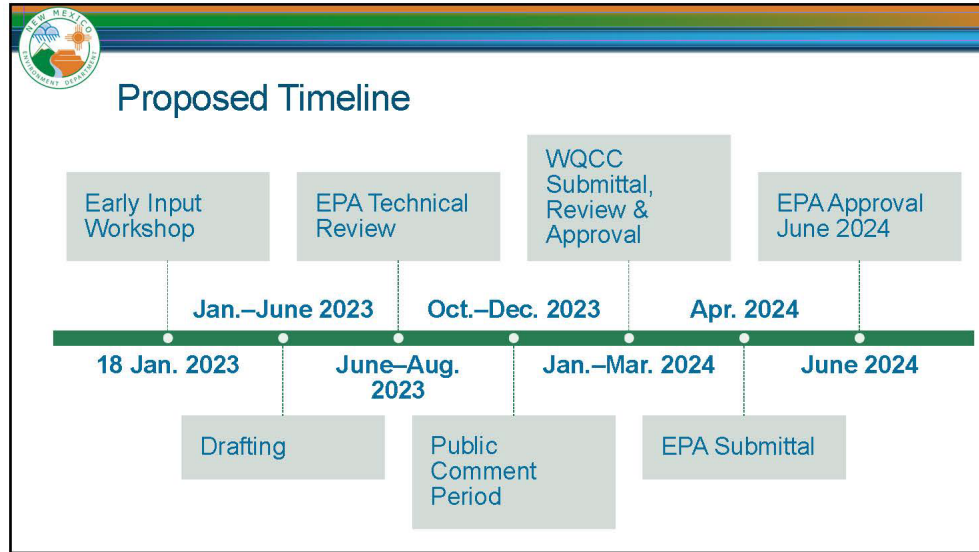 NEW MEXICO
ENVIRONMENT DEPARTMENT
Proposed Timeline
Early Input
Workshop
EPA Technical
Review
WQCC
Submittal,
Review &
Approval
EPA Approval
June 2024
Jan.–June 2023
Oct.–Dec. 2023
Apr. 2024
18 Jan. 2023
June–Aug.
2023
Jan.–Mar. 2024
June 2024
Drafting
Public
Comment
Period
EPA Submittal